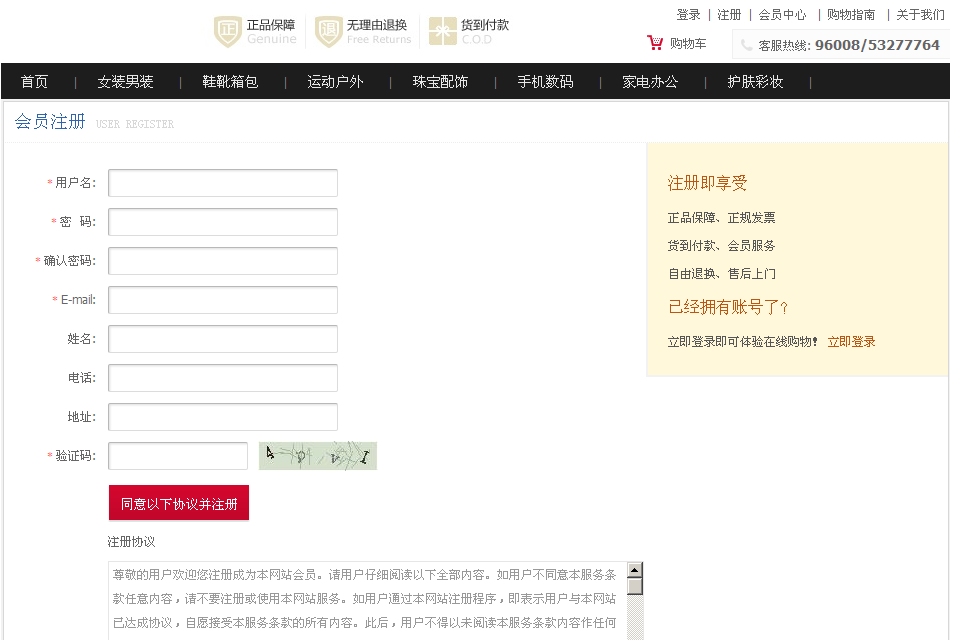 登录 | 注册 | 会员中心 | 购物指南 | 关于我们
正 正品保障 Genuine
退 无理由退换 Free Returns
货到付款 C.O.D
购物车
客服热线: 96008/53277764
首页 | 女装男装 | 鞋靴箱包 | 运动户外 | 珠宝配饰 | 手机数码 | 家电办公 | 护肤彩妆 |
会员注册 USER REGISTER
* 用户名:
* 密 码:
* 确认密码:
* E-mail:
姓名:
电话:
地址:
* 验证码:
同意以下协议并注册
注册协议
尊敬的用户欢迎您注册成为本网站会员。请用户仔细阅读以下全部内容。如用户不同意本服务条
款任意内容，请不要注册或使用本网站服务。如用户通过本网站注册程序，即表示用户与本网站
已达成协议，自愿接受本服务条款的所有内容。此后，用户不得以未阅读本服务条款内容作任何
注册即享受
正品保障、正规发票
货到付款、会员服务
自由退换、售后上门
已经拥有账号了?
立即登录即可体验在线购物! 立即登录